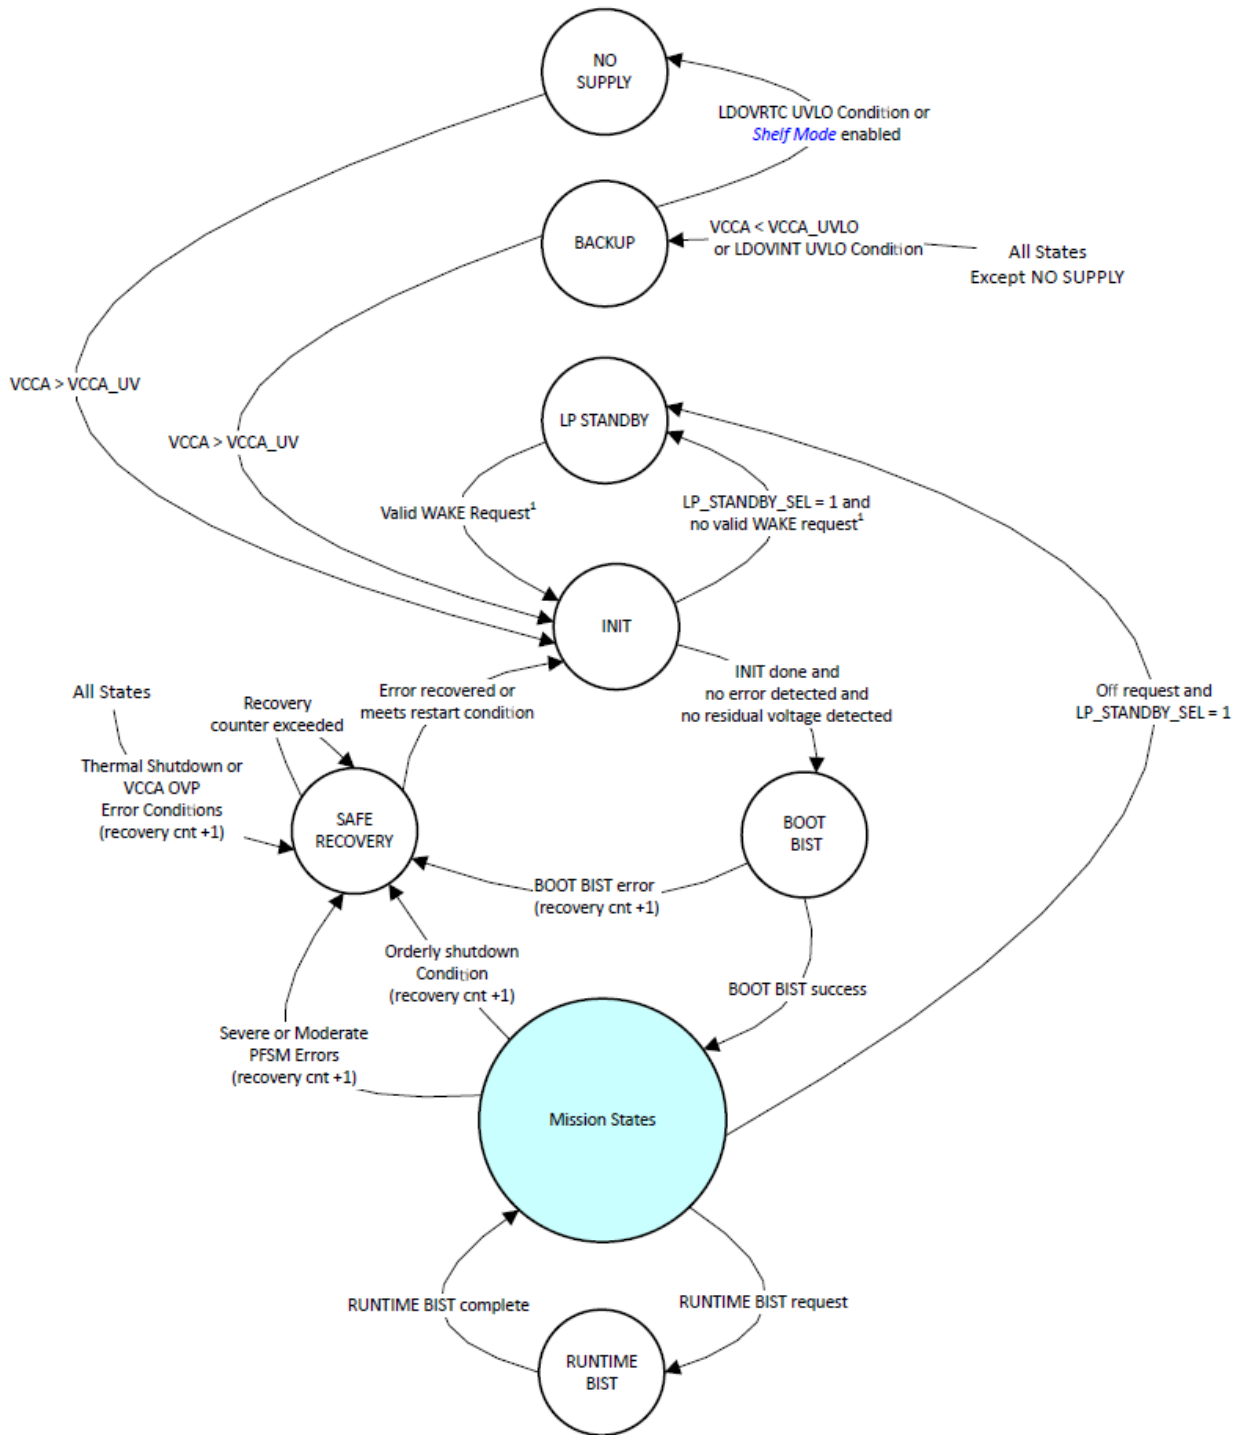 NO
SUPPLY
LDOVRTC UVLO Condition or
Shelf Mode enabled
BACKUP
VCCA < VCCA_UVLO
or LDOVINT UVLO Condition
All States
Except NO SUPPLY
VCCA > VCCA_UV
VCCA > VCCA_UV
LP STANDBY
Valid WAKE Request¹
LP_STANDBY_SEL = 1 and
no valid WAKE request¹
INIT
INIT done and
no error detected and
no residual voltage detected
Off request and
LP_STANDBY_SEL = 1
All States
Recovery
counter exceeded
Error recovered or
meets restart condition
Thermal Shutdown or
VCCA OVP
Error Conditions
(recovery cnt +1)
SAFE
RECOVERY
BOOT
BIST
BOOT BIST error
(recovery cnt +1)
Orderly shutdown
Condition
(recovery cnt +1)
BOOT BIST success
Severe or Moderate
PFSM Errors
(recovery cnt +1)
Mission States
RUNTIME BIST complete
RUNTIME BIST request
RUNTIME
BIST